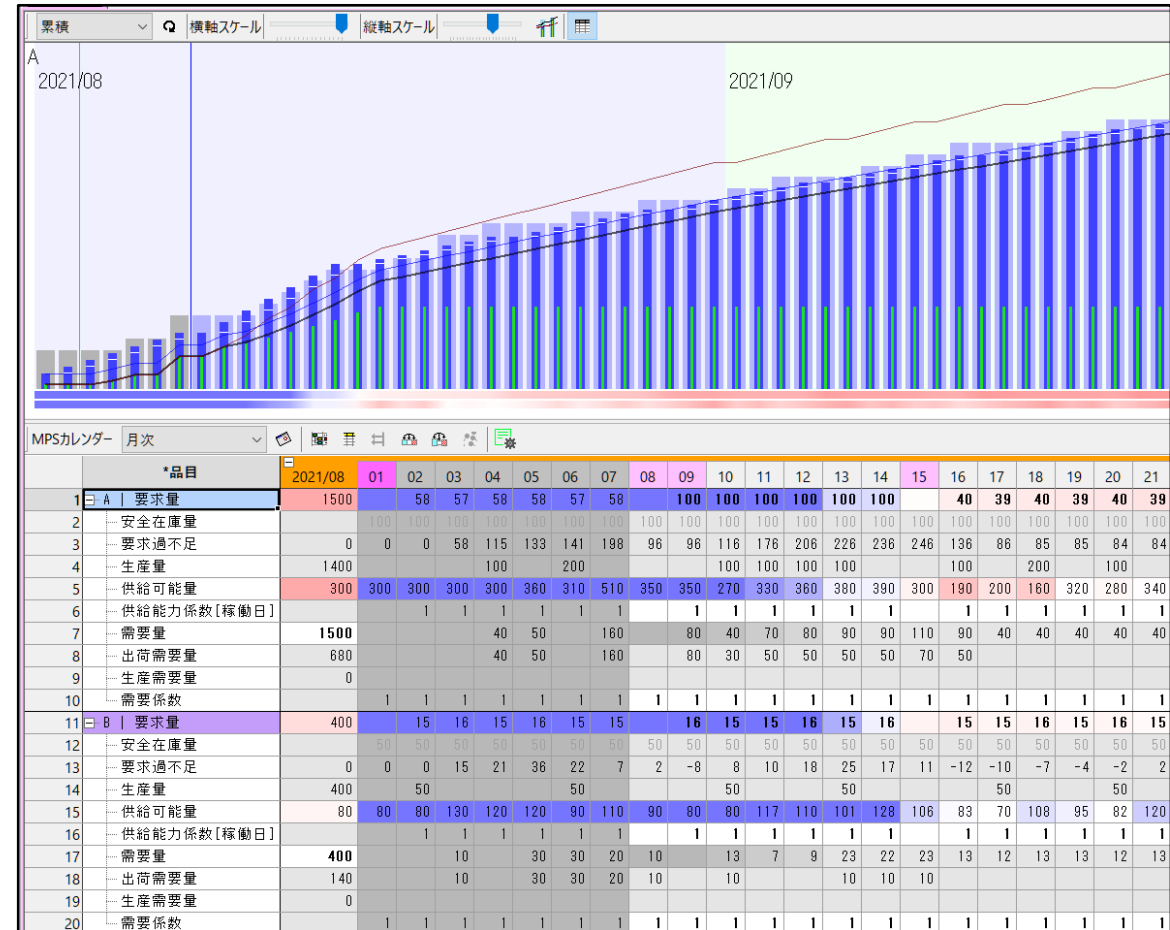 累積 横軸スケール 縦軸スケール
A
2021/08 2021/09
MPSカレンダー 月次
*品目 2021/08 01 02 03 04 05 06 07 08 09 10 11 12 13 14 15 16 17 18 19 20 21
1 A | 要求量 1500 58 57 58 58 57 58 100 100 100 100 100 100 40 39 40 39 40 39
2 安全在庫量 100 100 100 100 100 100 100 100 100 100 100 100 100 100 100 100 100 100 100 100 100
3 要求過不足 0 0 0 58 115 133 141 198 96 96 116 176 206 226 236 246 136 86 85 85 84 84
4 生産量 1400 100 200 100 100 100 100 100 200 100
5 供給可能量 300 300 300 300 300 360 310 510 350 350 270 330 360 380 390 300 190 200 160 320 280 340
6 供給能力係数[稼働日] 1 1 1 1 1 1 1 1 1 1 1 1 1 1 1 1 1 1
7 需要量 1500 40 50 160 80 40 70 80 90 90 110 90 40 40 40 40 40
8 出荷需要量 680 40 50 160 80 30 50 50 50 50 70 50
9 生産需要量 0
10 需要係数 1 1 1 1 1 1 1 1 1 1 1 1 1 1 1 1 1 1 1 1 1
11 B | 要求量 400 15 16 15 16 15 15 16 15 15 16 15 16 15 15 16 15 16 15
12 安全在庫量 50 50 50 50 50 50 50 50 50 50 50 50 50 50 50 50 50 50 50 50 50
13 要求過不足 0 0 0 15 21 36 22 7 2 -8 8 10 18 25 17 11 -12 -10 -7 -4 -2 2
14 生産量 400 50 50 50 50 50 50
15 供給可能量 80 80 80 130 120 120 90 110 90 80 80 117 110 101 128 106 83 70 108 95 82 120
16 供給能力係数[稼働日] 1 1 1 1 1 1 1 1 1 1 1 1 1 1 1 1 1 1
17 需要量 400 10 30 30 20 10 13 7 9 23 22 23 13 12 13 13 12 13
18 出荷需要量 140 10 30 30 20 10 10 10 10 10
19 生産需要量 0
20 需要係数 1 1 1 1 1 1 1 1 1 1 1 1 1 1 1 1 1 1 1 1 1